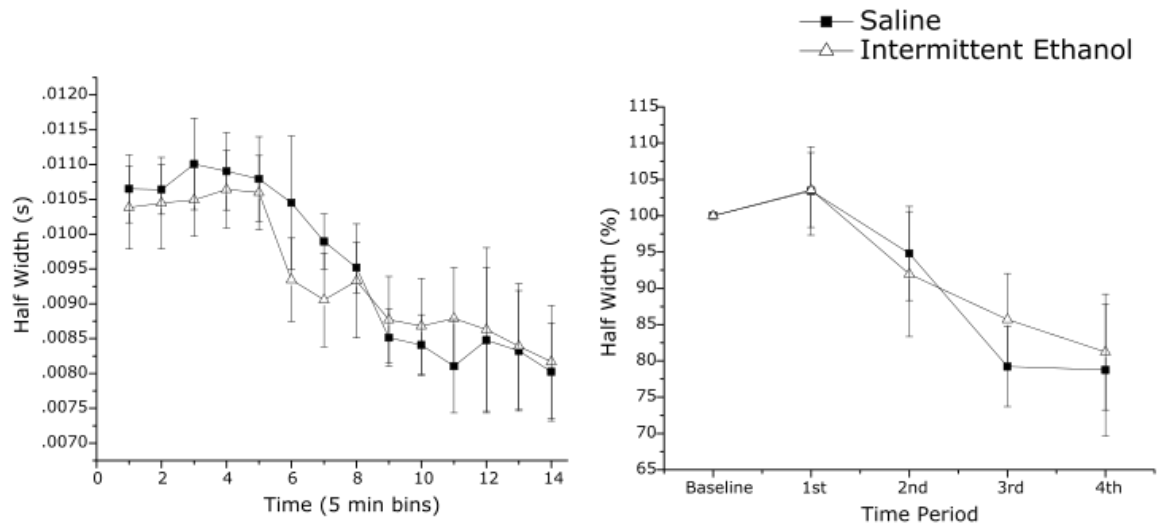 Saline
Intermittent Ethanol
.0120
.0115
.0110
.0105
.0100
.0095
.0090
.0085
.0080
.0075
.0070
Half Width (s)
0 2 4 6 8 10 12 14
Time (5 min bins)
115
110
105
100
95
90
85
80
75
70
65
Half Width (%)
Baseline 1st 2nd 3rd 4th
Time Period